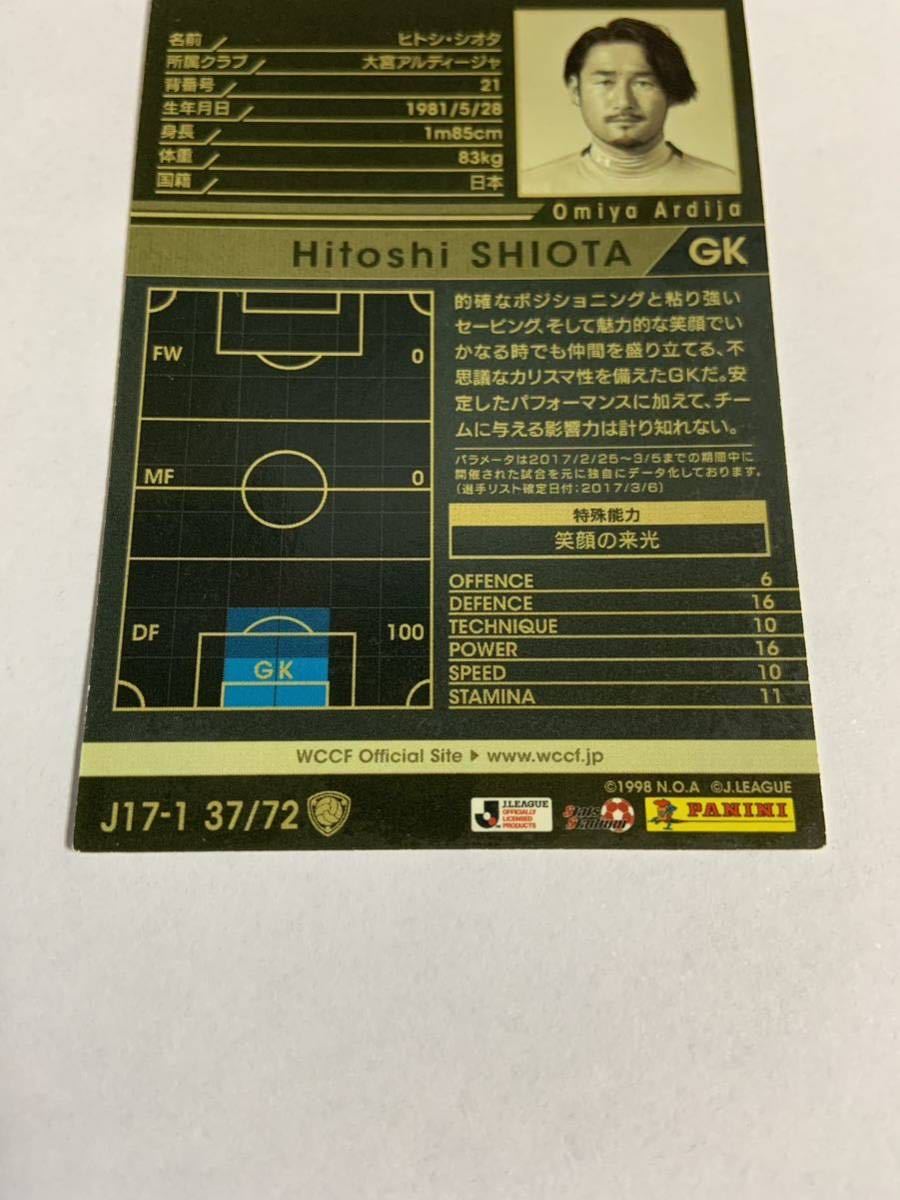 名前 ヒトシ・シオタ
所属クラブ 大宮アルディージャ
背番号 21
生年月日 1981/5/28
身長 1m85cm
体重 83kg
国籍 日本
Omiya Ardija
Hitoshi SHIOTA GK
的確なポジショニングと粘り強い
セービング、そして魅力的な笑顔でい
かなる時でも仲間を盛り立てる、不
思議なカリスマ性を備えたGKだ。安
定したパフォーマンスに加えて、チー
ムに与える影響力は計り知れない。
パラメータは2017/2/25〜3/5までの期間中に
開催された試合を元に独自にデータ化しております。
(選手リスト確定日付:2017/3/6)
特殊能力
笑顔の来光
FW 0
MF 0
DF 100
GK
OFFENCE 6
DEFENCE 16
TECHNIQUE 10
POWER 16
SPEED 10
STAMINA 11
WCCF Official Site ▶ www.wccf.jp
©1998 N.O.A ©J.LEAGUE
J17-1 37/72
J.LEAGUE
OFFICIALLY
LICENSED
PRODUCTS
Stars
Stadium
PANINI